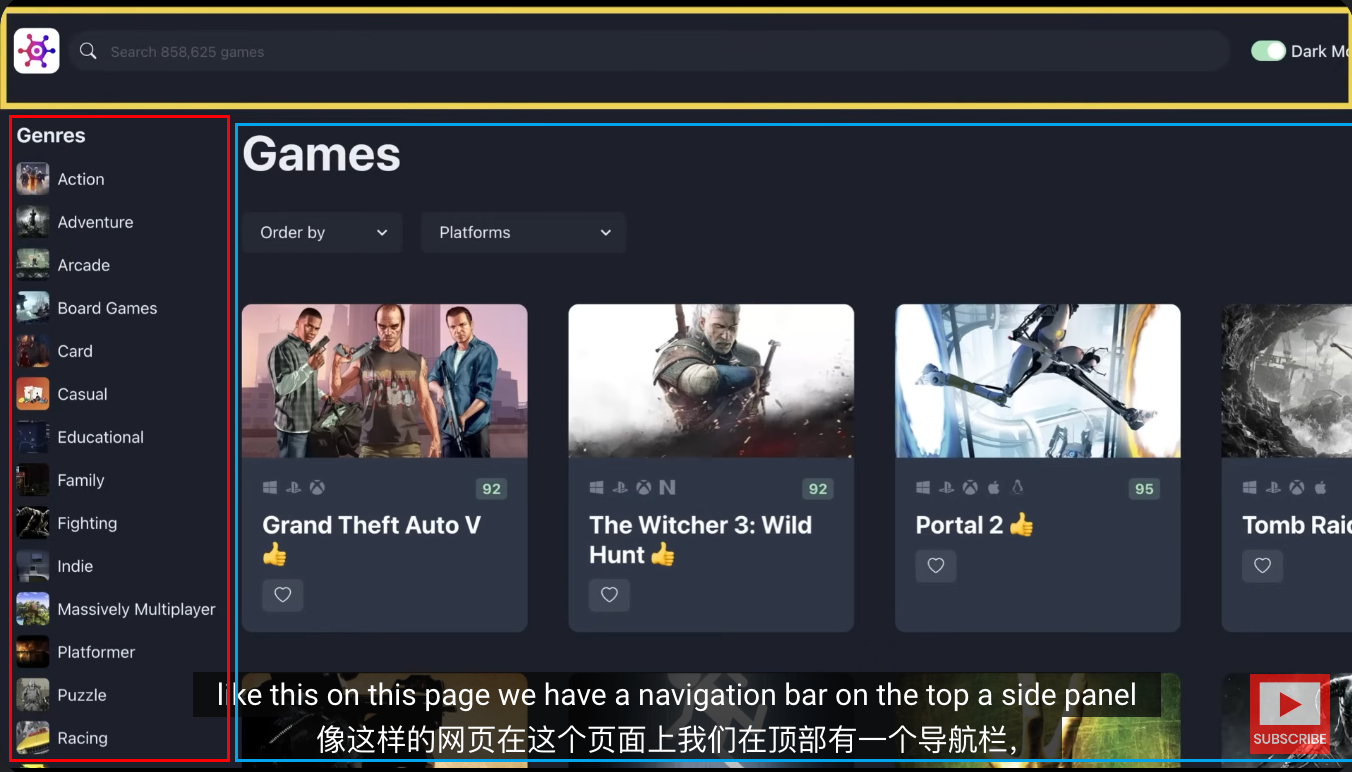 Search 858,625 games
Dark Mo
Genres
Action
Adventure
Arcade
Board Games
Card
Casual
Educational
Family
Fighting
Indie
Massively Multiplayer
Platformer
Puzzle
Racing
Games
Order by
Platforms
92
Grand Theft Auto V 👍
92
The Witcher 3: Wild
Hunt 👍
95
Portal 2 👍
Tomb Raid
like this on this page we have a navigation bar on the top a side panel
像这样的网页在这个页面上我们在顶部有一个导航栏，
SUBSCRIBE